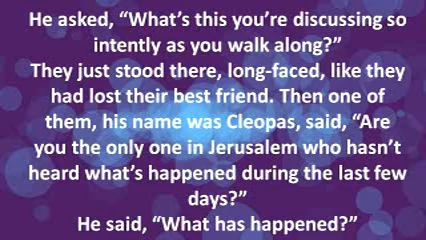 He asked, “What’s this you’re discussing so
intently as you walk along?”
They just stood there, long-faced, like they
had lost their best friend. Then one of
them, his name was Cleopas, said, “Are
you the only one in Jerusalem who hasn’t
heard what’s happened during the last few
days?”
He said, “What has happened?”